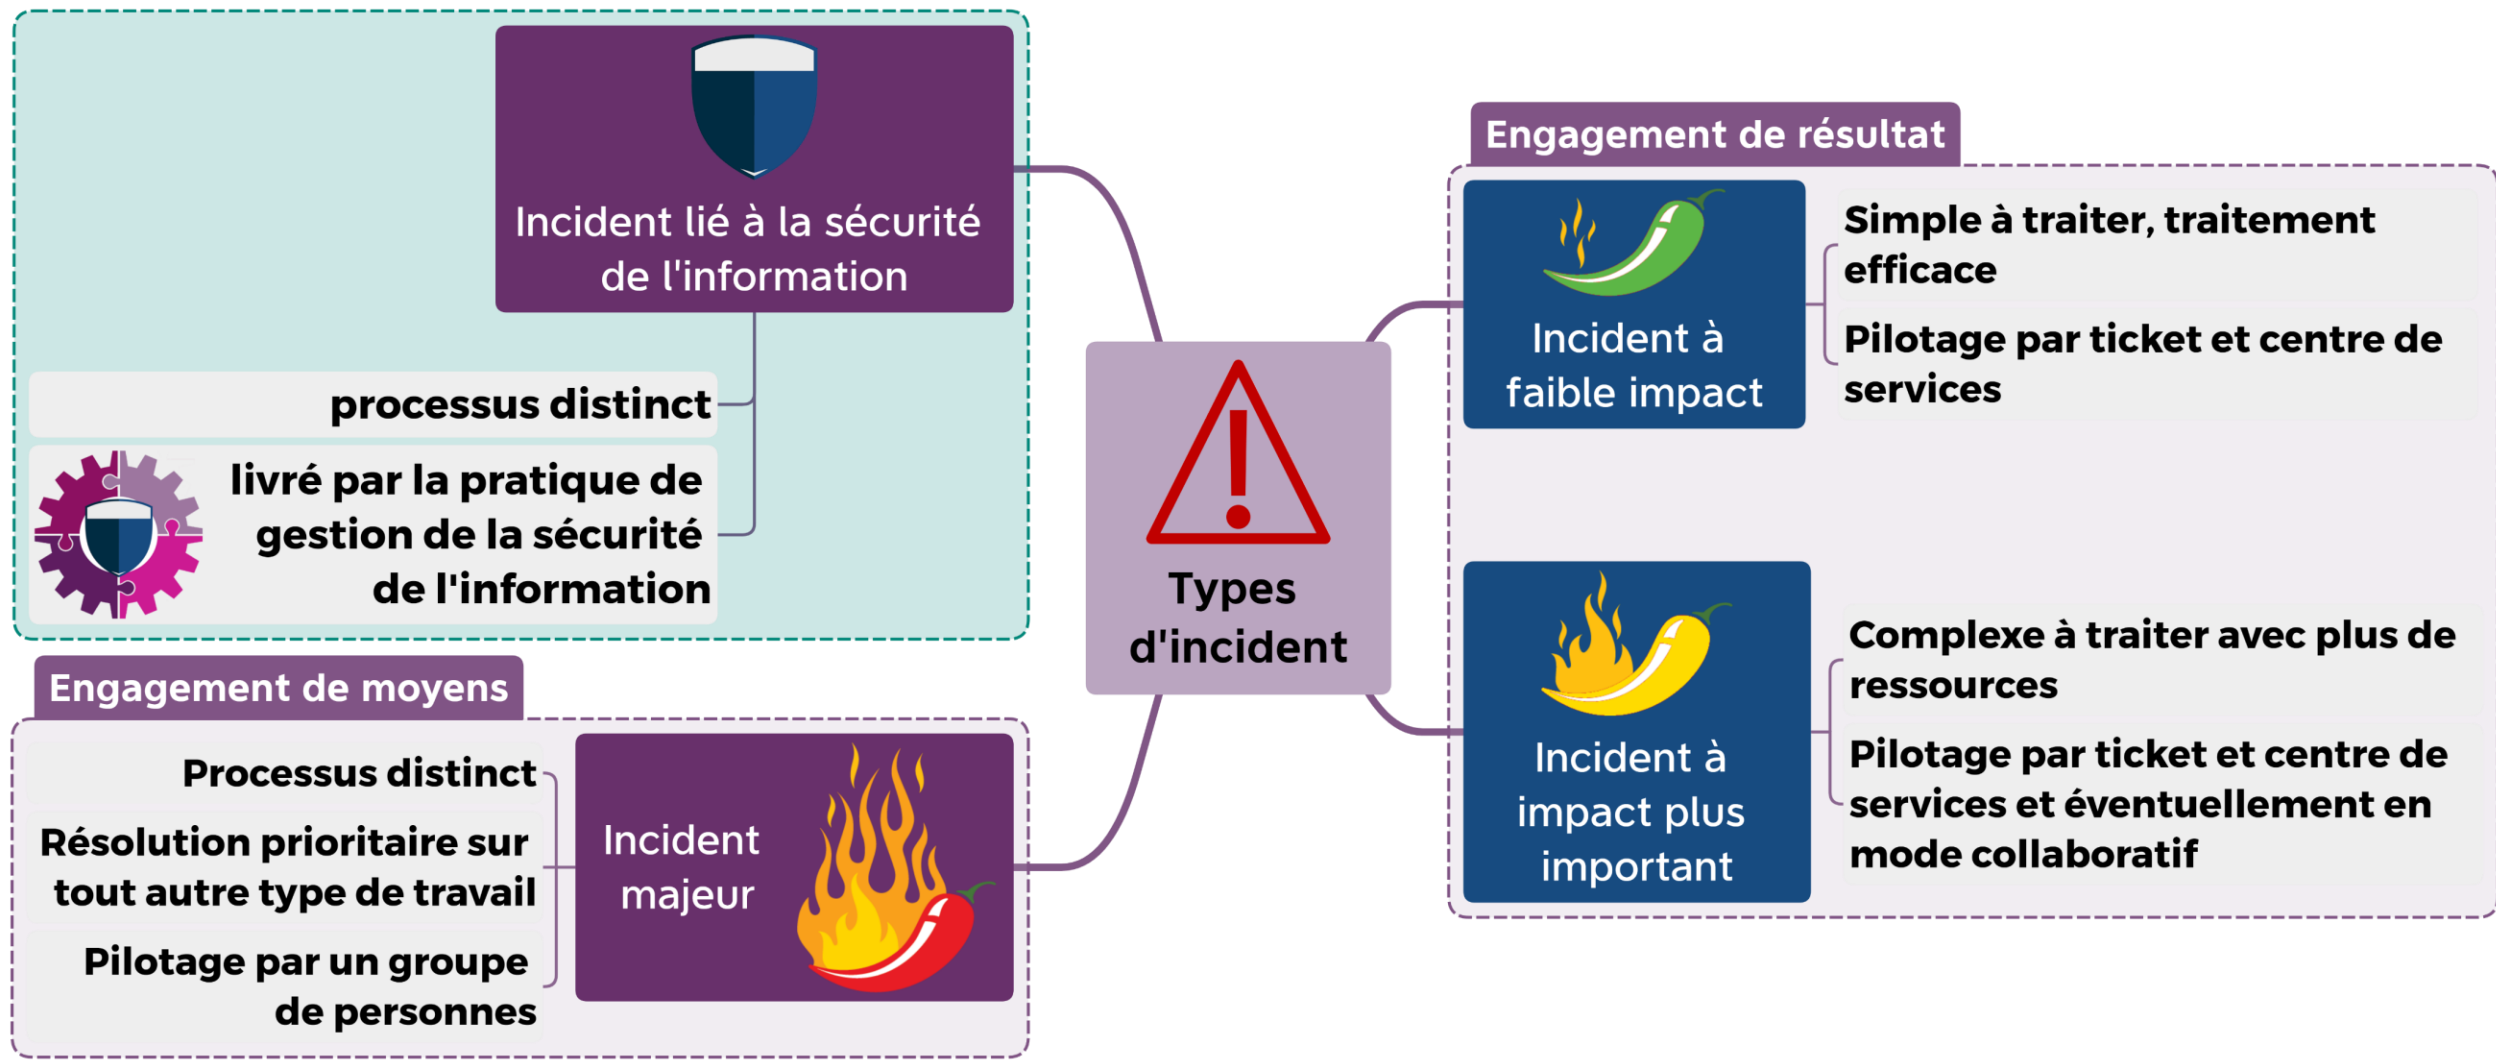 Incident lié à la sécurité
de l'information
processus distinct
livré par la pratique de
gestion de la sécurité
de l'information
Engagement de moyens
Processus distinct
Résolution prioritaire sur
tout autre type de travail
Pilotage par un groupe
de personnes
Incident
majeur
Types
d'incident
Engagement de résultat
Incident à
faible impact
Simple à traiter, traitement
efficace
Pilotage par ticket et centre de
services
Incident à
impact plus
important
Complexe à traiter avec plus de
ressources
Pilotage par ticket et centre de
services et éventuellement en
mode collaboratif